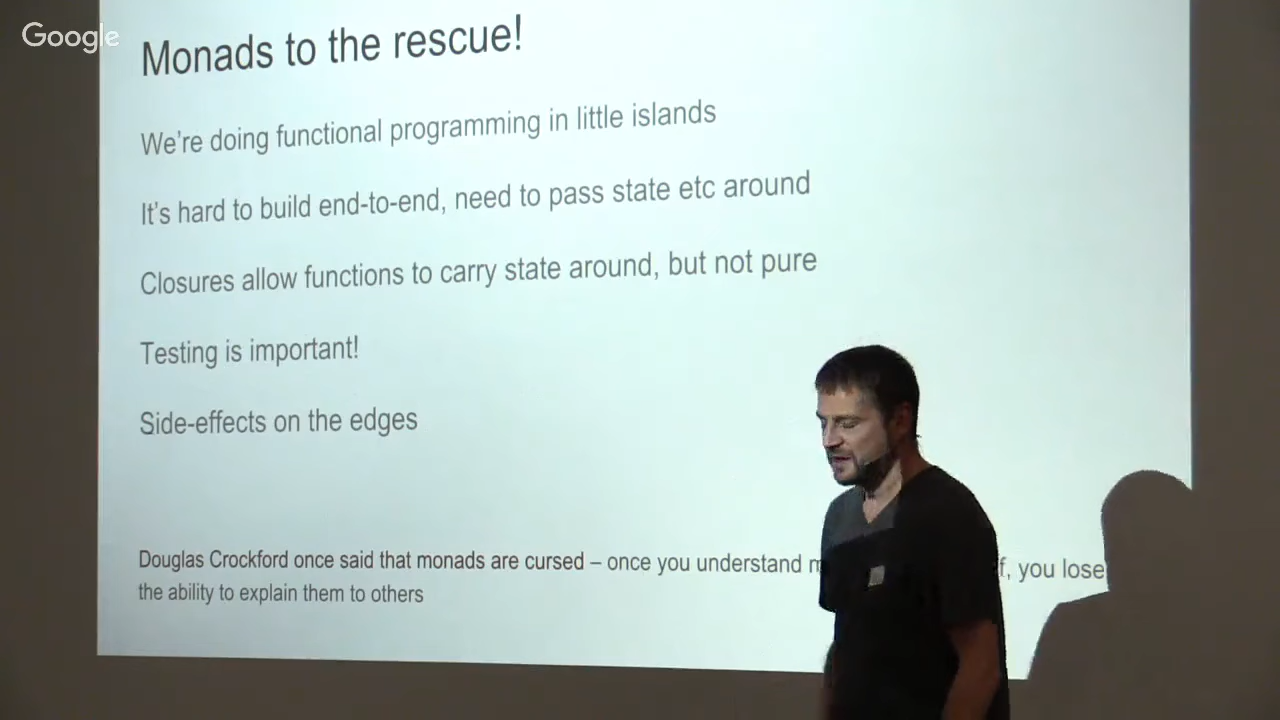 Google
Monads to the rescue!
We're doing functional programming in little islands
It's hard to build end-to-end, need to pass state etc around
Closures allow functions to carry state around, but not pure
Testing is important!
Side-effects on the edges
Douglas Crockford once said that monads are cursed – once you understand you lose
the ability to explain them to others